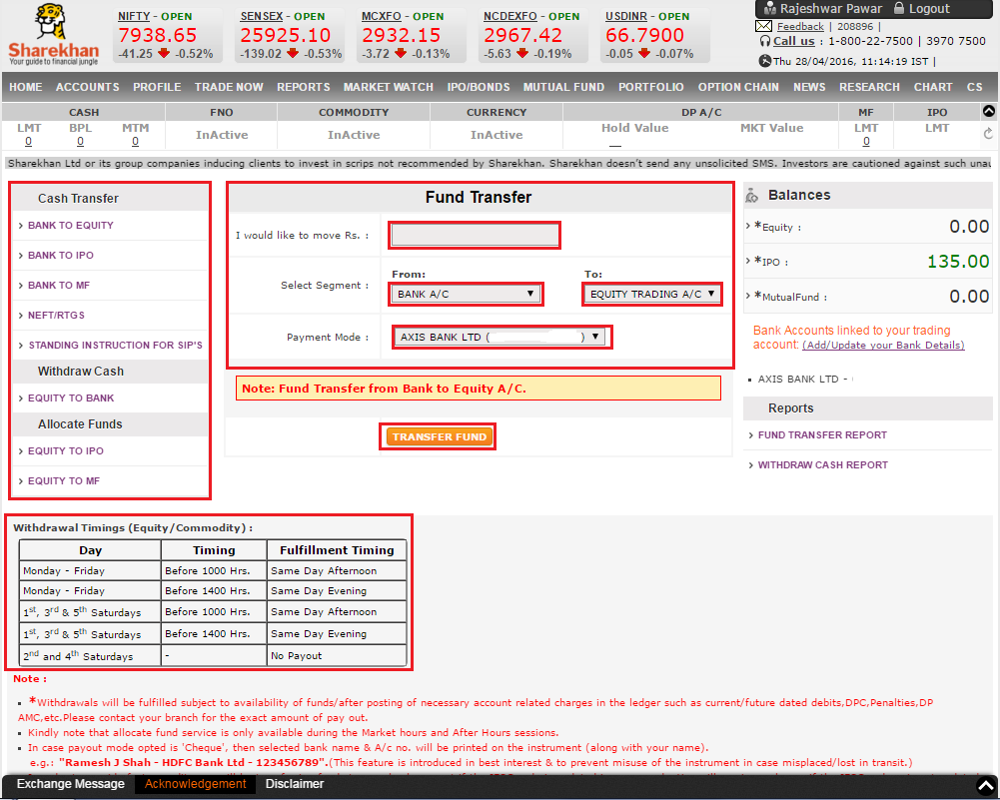 Sharekhan
Your guide to financial jungle
NIFTY - OPEN
7938.65
-41.25 -0.52%
SENSEX - OPEN
25925.10
-139.02 -0.53%
MCXFO - OPEN
2932.15
-3.72 -0.13%
NCDEXFO - OPEN
2967.42
-5.63 -0.19%
USDINR - OPEN
66.7900
-0.05 -0.07%
Rajeshwar Pawar Logout
Feedback | 208896 |
Call us : 1-800-22-7500 | 3970 7500
Thu 28/04/2016, 11:14:19 IST |
HOME ACCOUNTS PROFILE TRADE NOW REPORTS MARKET WATCH IPO/BONDS MUTUAL FUND PORTFOLIO OPTION CHAIN NEWS RESEARCH CHART CS
CASH FNO COMMODITY CURRENCY DP A/C MF IPO
LMT BPL MTM InActive InActive InActive Hold Value MKT Value LMT LMT
0 0 0 __ 0
Sharekhan Ltd or its group companies inducing clients to invest in scrips not recommended by Sharekhan. Sharekhan doesn't send any unsolicited SMS. Investors are cautioned against such
Cash Transfer
> BANK TO EQUITY
> BANK TO IPO
> BANK TO MF
> NEFT/RTGS
> STANDING INSTRUCTION FOR SIP'S
Withdraw Cash
> EQUITY TO BANK
Allocate Funds
> EQUITY TO IPO
> EQUITY TO MF
Fund Transfer
I would like to move Rs. :
Select Segment :
From:
BANK A/C
To:
EQUITY TRADING A/C
Payment Mode :
AXIS BANK LTD ( )
Note: Fund Transfer from Bank to Equity A/C.
TRANSFER FUND
Balances
> *Equity : 0.00
> *IPO : 135.00
> *MutualFund : 0.00
Bank Accounts linked to your trading
account: (Add/Update your Bank Details)
▪ AXIS BANK LTD -
Reports
> FUND TRANSFER REPORT
> WITHDRAW CASH REPORT
Withdrawal Timings (Equity/Commodity) :
Day Timing Fulfillment Timing
Monday - Friday Before 1000 Hrs. Same Day Afternoon
Monday - Friday Before 1400 Hrs. Same Day Evening
1st, 3rd & 5th Saturdays Before 1000 Hrs. Same Day Afternoon
1st, 3rd & 5th Saturdays Before 1400 Hrs. Same Day Evening
2nd and 4th Saturdays - No Payout
Note :
▪ *Withdrawals will be fulfilled subject to availability of funds/after posting of necessary account related charges in the ledger such as current/future dated debits,DPC,Penalties,DP
AMC,etc.Please contact your branch for the exact amount of pay out.
▪ Kindly note that allocate fund service is only available during the Market hours and After Hours sessions.
▪ In case payout mode opted is 'Cheque', then selected bank name & A/c no. will be printed on the instrument (along with your name).
e.g.: "Ramesh J Shah - HDFC Bank Ltd - 123456789".(This feature is introduced in best interest & to prevent misuse of the instrument in case misplaced/lost in transit.)
Exchange Message Acknowledgement Disclaimer